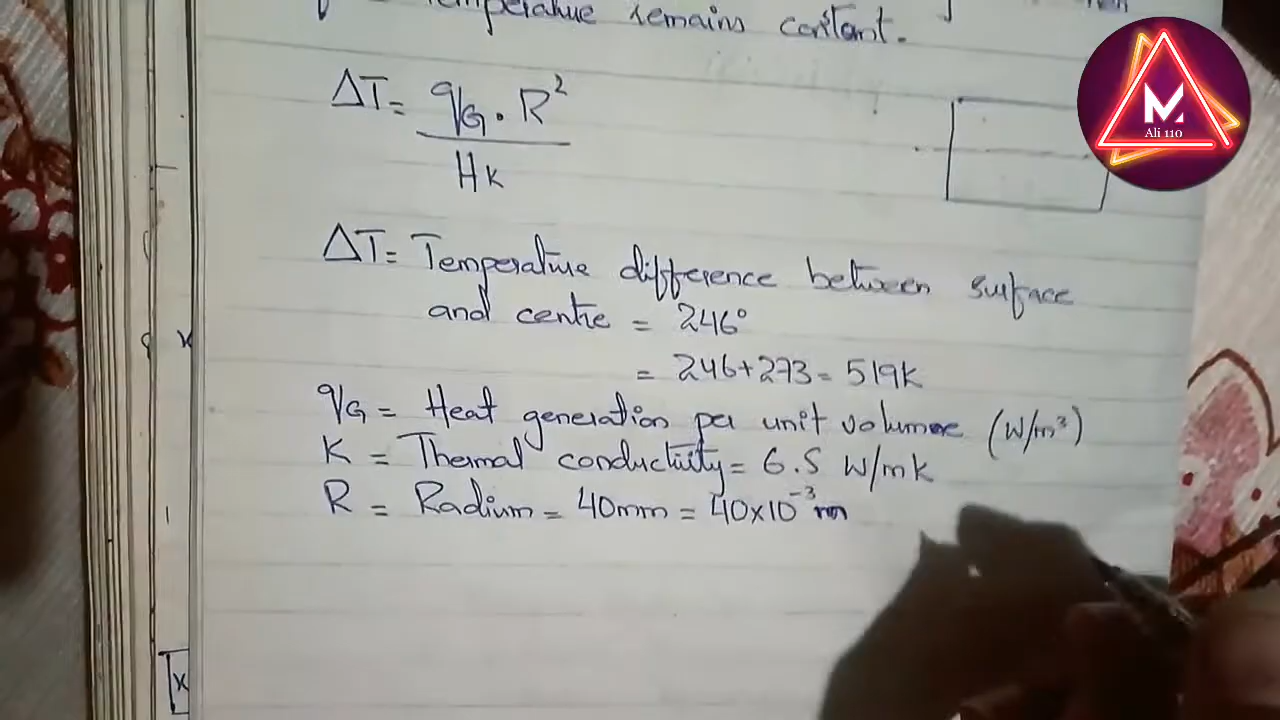 Temperature remains constant.
ΔT = qG . R²
Hk
M
Ali 110
ΔT = Temperature difference between surface
and centre = 246°
= 246+273 = 519K
qG = Heat generation per unit volume (W/m³)
K = Thermal conductivity = 6.5 W/mk
R = Radium = 40mm = 40x10⁻³ m